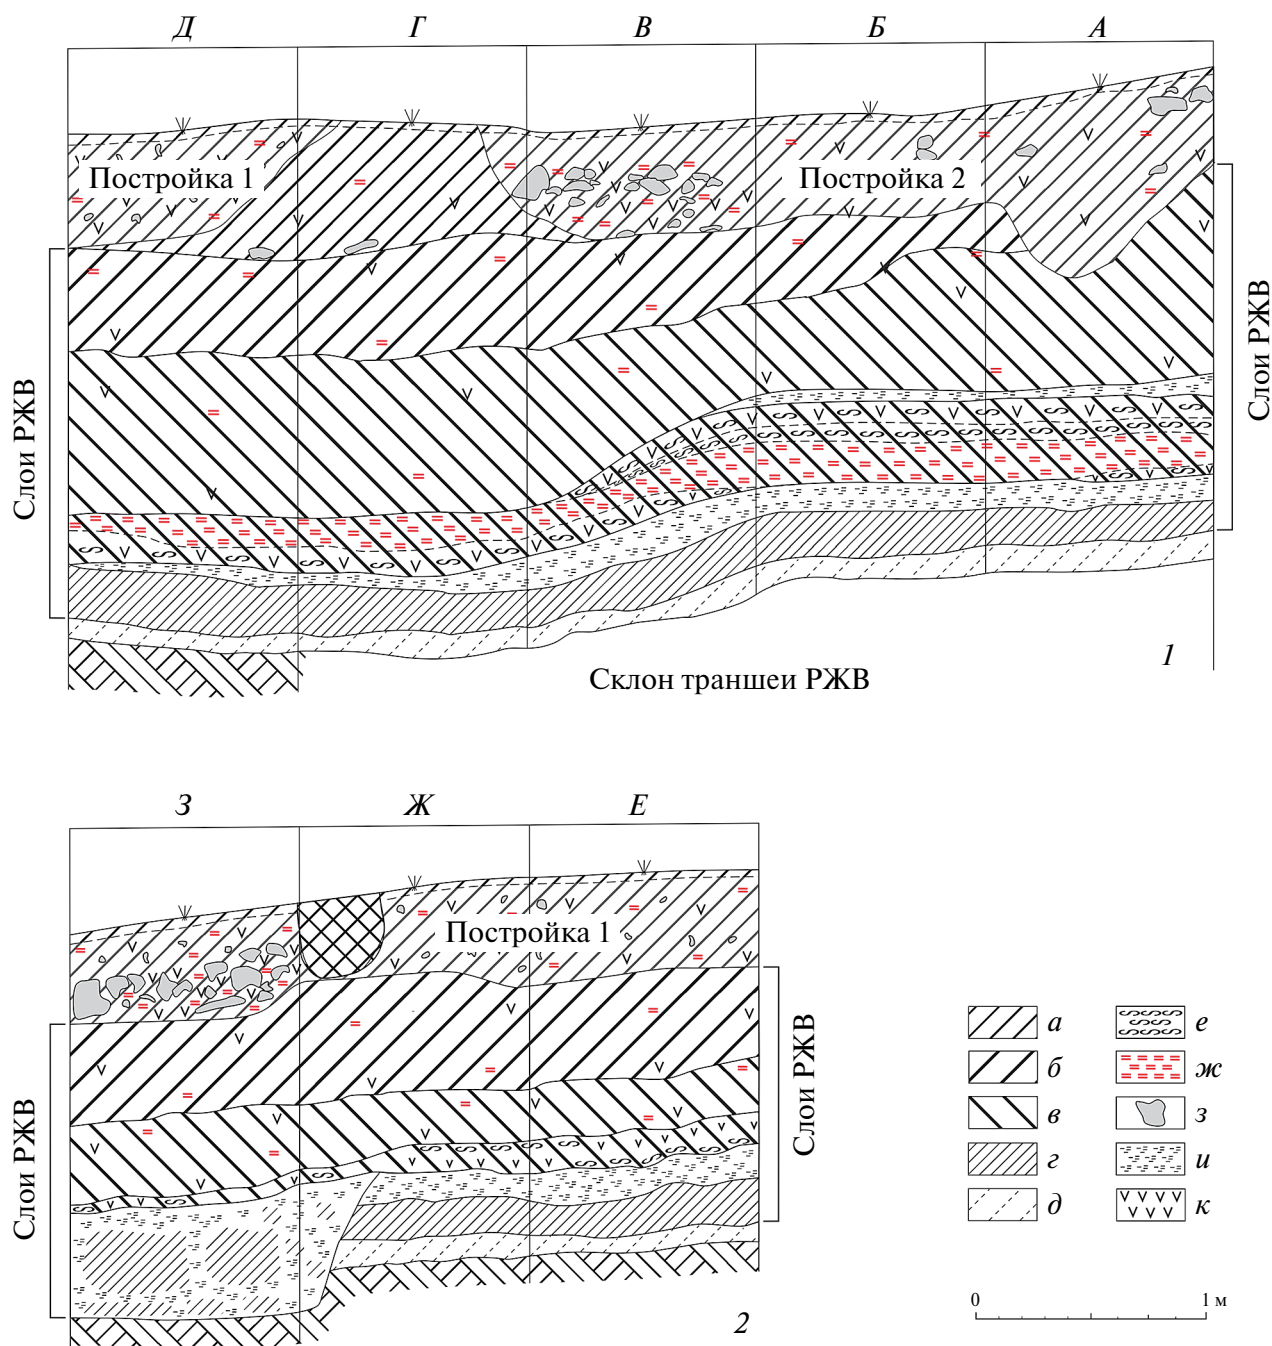 Д Г В Б А
Постройка 1
Постройка 2
Слои РЖВ
Слои РЖВ
Склон траншеи РЖВ
1
З Ж Е
Постройка 1
Слои РЖВ
Слои РЖВ
2
а е
б ж
в з
г и
д к
0 1 м